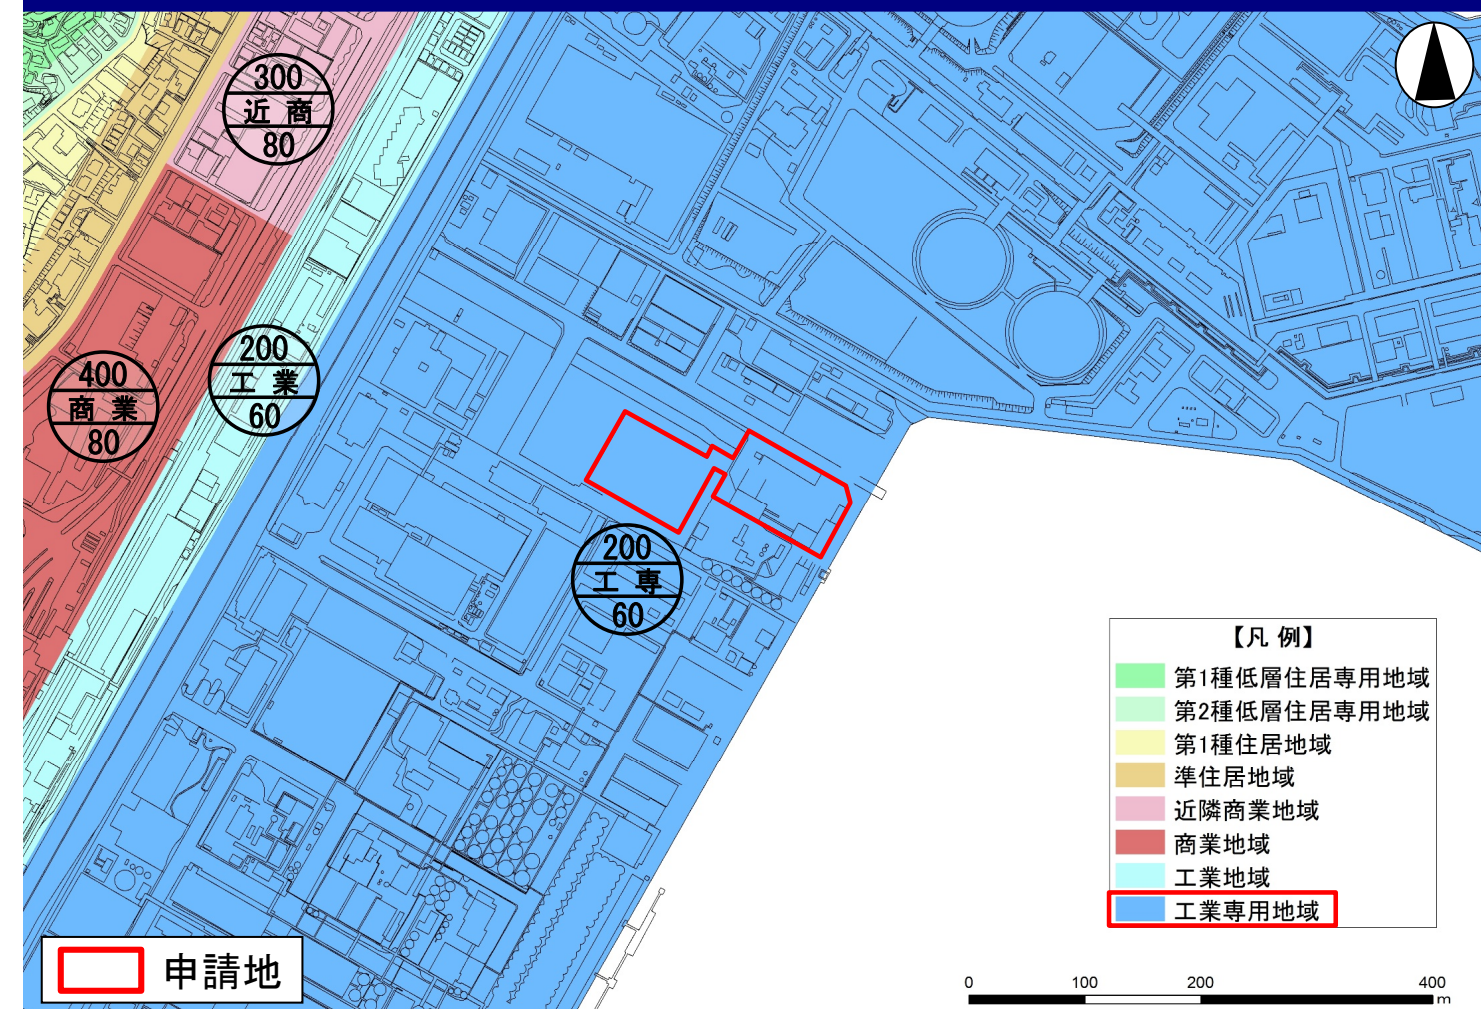 300
近 商
80
200
工 業
60
400
商 業
80
200
工 専
60
【凡 例】
第1種低層住居専用地域
第2種低層住居専用地域
第1種住居地域
準住居地域
近隣商業地域
商業地域
工業地域
工業専用地域
申請地
0 100 200 400
m